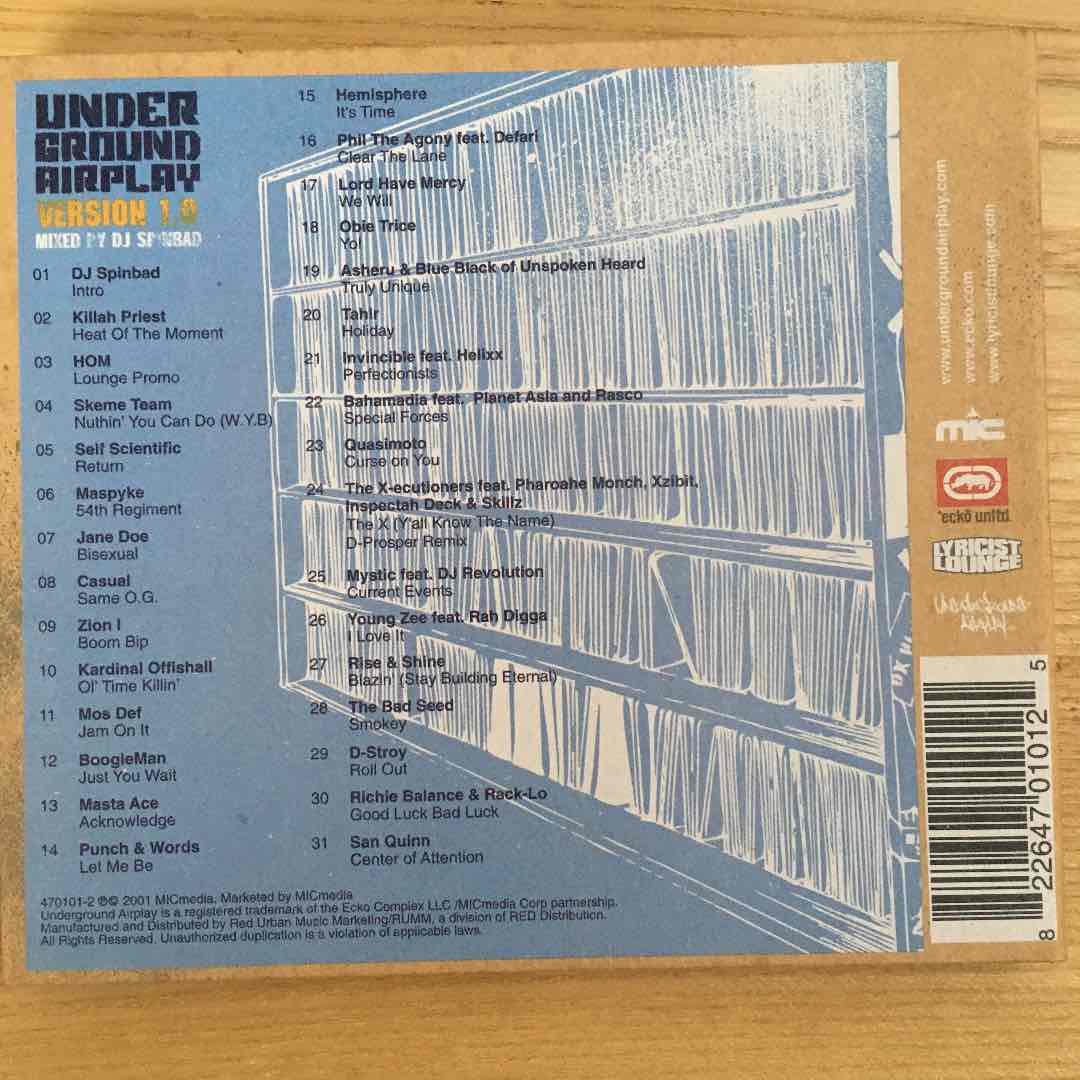 UNDER
GROUND
AIRPLAY
VERSION 1.0
MIXED BY DJ SPINBAD
01 DJ Spinbad
Intro
02 Killah Priest
Heat Of The Moment
03 HOM
Lounge Promo
04 Skeme Team
Nuthin' You Can Do (W.Y.B)
05 Self Scientific
Return
06 Maspyke
54th Regiment
07 Jane Doe
Bisexual
08 Casual
Same O.G.
09 Zion I
Boom Bip
10 Kardinal Offishall
Ol' Time Killin'
11 Mos Def
Jam On It
12 BoogieMan
Just You Wait
13 Masta Ace
Acknowledge
14 Punch & Words
Let Me Be
15 Hemisphere
It's Time
16 Phil The Agony feat. Defari
Clear The Lane
17 Lord Have Mercy
We Will
18 Obie Trice
Yo!
19 Asheru & Blue Black of Unspoken Heard
Truly Unique
20 Tahir
Holiday
21 Invincible feat. Helixx
Perfectionists
22 Bahamadia feat. Planet Asia and Rasco
Special Forces
23 Quasimoto
Curse on You
24 The X-ecutioners feat. Pharoahe Monch, Xzibit,
Inspectah Deck & Skillz
The X (Y'all Know The Name)
D-Prosper Remix
25 Mystic feat. DJ Revolution
Current Events
26 Young Zee feat. Rah Digga
I Love It
27 Rise & Shine
Blazin' (Stay Building Eternal)
28 The Bad Seed
Smokey
29 D-Stroy
Roll Out
30 Richie Balance & Rack-Lo
Good Luck Bad Luck
31 San Quinn
Center of Attention
470101-2 ℗© 2001 MICmedia. Marketed by MICmedia
Underground Airplay is a registered trademark of the Ecko Complex LLC /MICmedia Corp partnership.
Manufactured and Distributed by Red Urban Music Marketing/RUMM, a division of RED Distribution.
All Rights Reserved. Unauthorized duplication is a violation of applicable laws.
www.undergroundairplay.com
www.ecko.com
www.lyricistlounge.com
mic
*eckō unltd.
LYRICIST
LOUNGE
Underground
Airplay
8 22647 01012 5